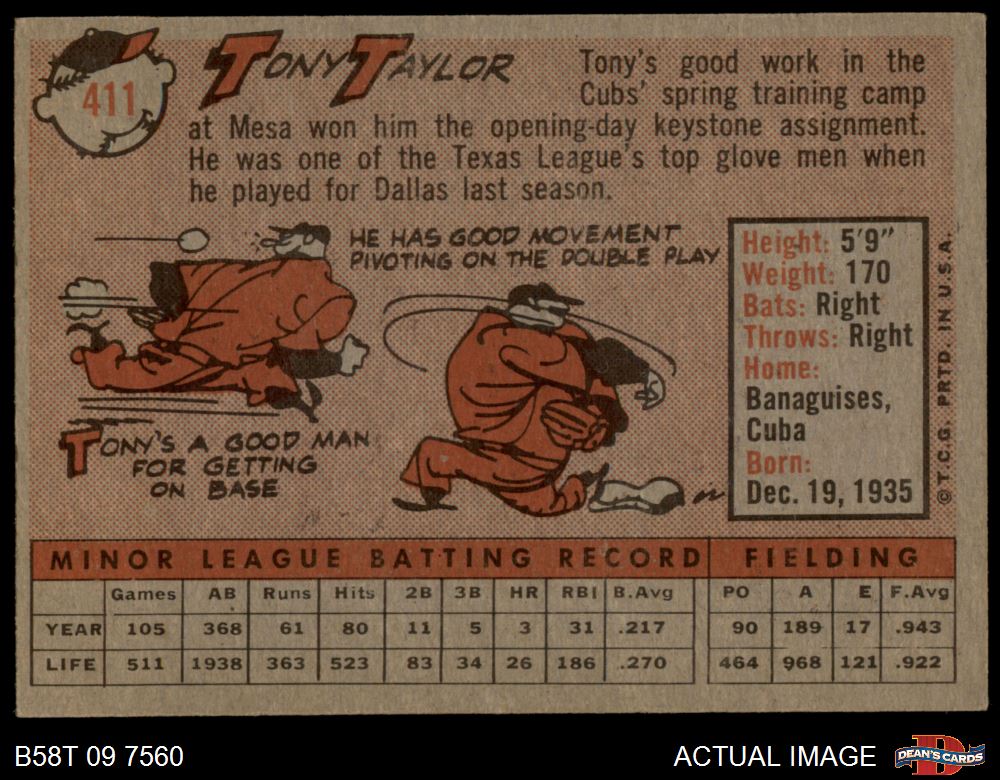 411
TONY TAYLOR
Tony's good work in the
Cubs' spring training camp
at Mesa won him the opening-day keystone assignment.
He was one of the Texas League's top glove men when
he played for Dallas last season.
HE HAS GOOD MOVEMENT
PIVOTING ON THE DOUBLE PLAY
TONY'S A GOOD MAN
FOR GETTING
ON BASE
Height: 5'9"
Weight: 170
Bats: Right
Throws: Right
Home:
Banaguises,
Cuba
Born:
Dec. 19, 1935
© T.C.G. PRTD. IN U.S.A.
MINOR LEAGUE BATTING RECORD FIELDING
Games AB Runs Hits 2B 3B HR RBI B.Avg PO A E F.Avg
YEAR 105 368 61 80 11 5 3 31 .217 90 189 17 .943
LIFE 511 1938 363 523 83 34 26 186 .270 464 968 121 .922
B58T 09 7560 ACTUAL IMAGE DEAN'S CARDS